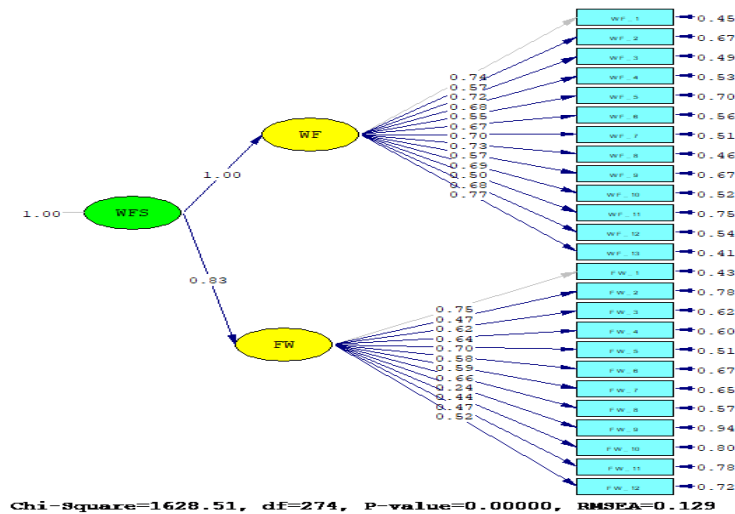 WF_1 0.45
WF_2 0.67
WF_3 0.49
WF_4 0.53
WF_5 0.70
WF_6 0.56
WF_7 0.51
WF_8 0.46
WF_9 0.67
WF_10 0.52
WF_11 0.75
WF_12 0.54
WF_13 0.41
0.74
0.57
0.72
0.68
0.55
0.67
0.70
0.73
0.57
0.69
0.50
0.68
0.77
WF
1.00
1.00 WFS
0.83
FW
FW_1 0.43
FW_2 0.78
FW_3 0.62
FW_4 0.60
FW_5 0.51
FW_6 0.67
FW_7 0.65
FW_8 0.57
FW_9 0.94
FW_10 0.80
FW_11 0.78
FW_12 0.72
0.75
0.47
0.62
0.64
0.70
0.58
0.59
0.66
0.24
0.44
0.47
0.52
Chi-Square=1628.51, df=274, P-value=0.00000, RMSEA=0.129